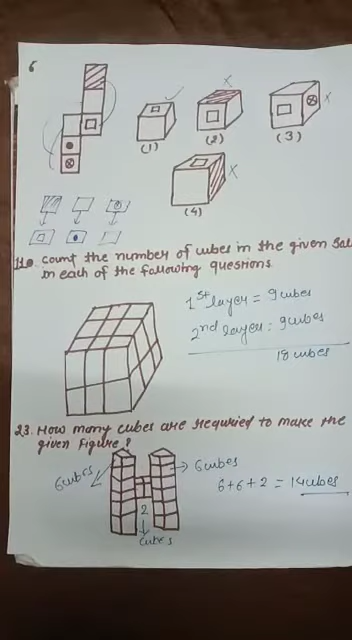 6
(1)
(2)
(3)
(4)
110. Count the number of cubes in the given
in each of the following questions
1st layer = 9 cubes
2nd layer = 9 cubes
18 cubes
23. How many cubes are required to make the
given figure?
6 cubes
6 cubes
6+6+2 = 14 cubes
2
cubes